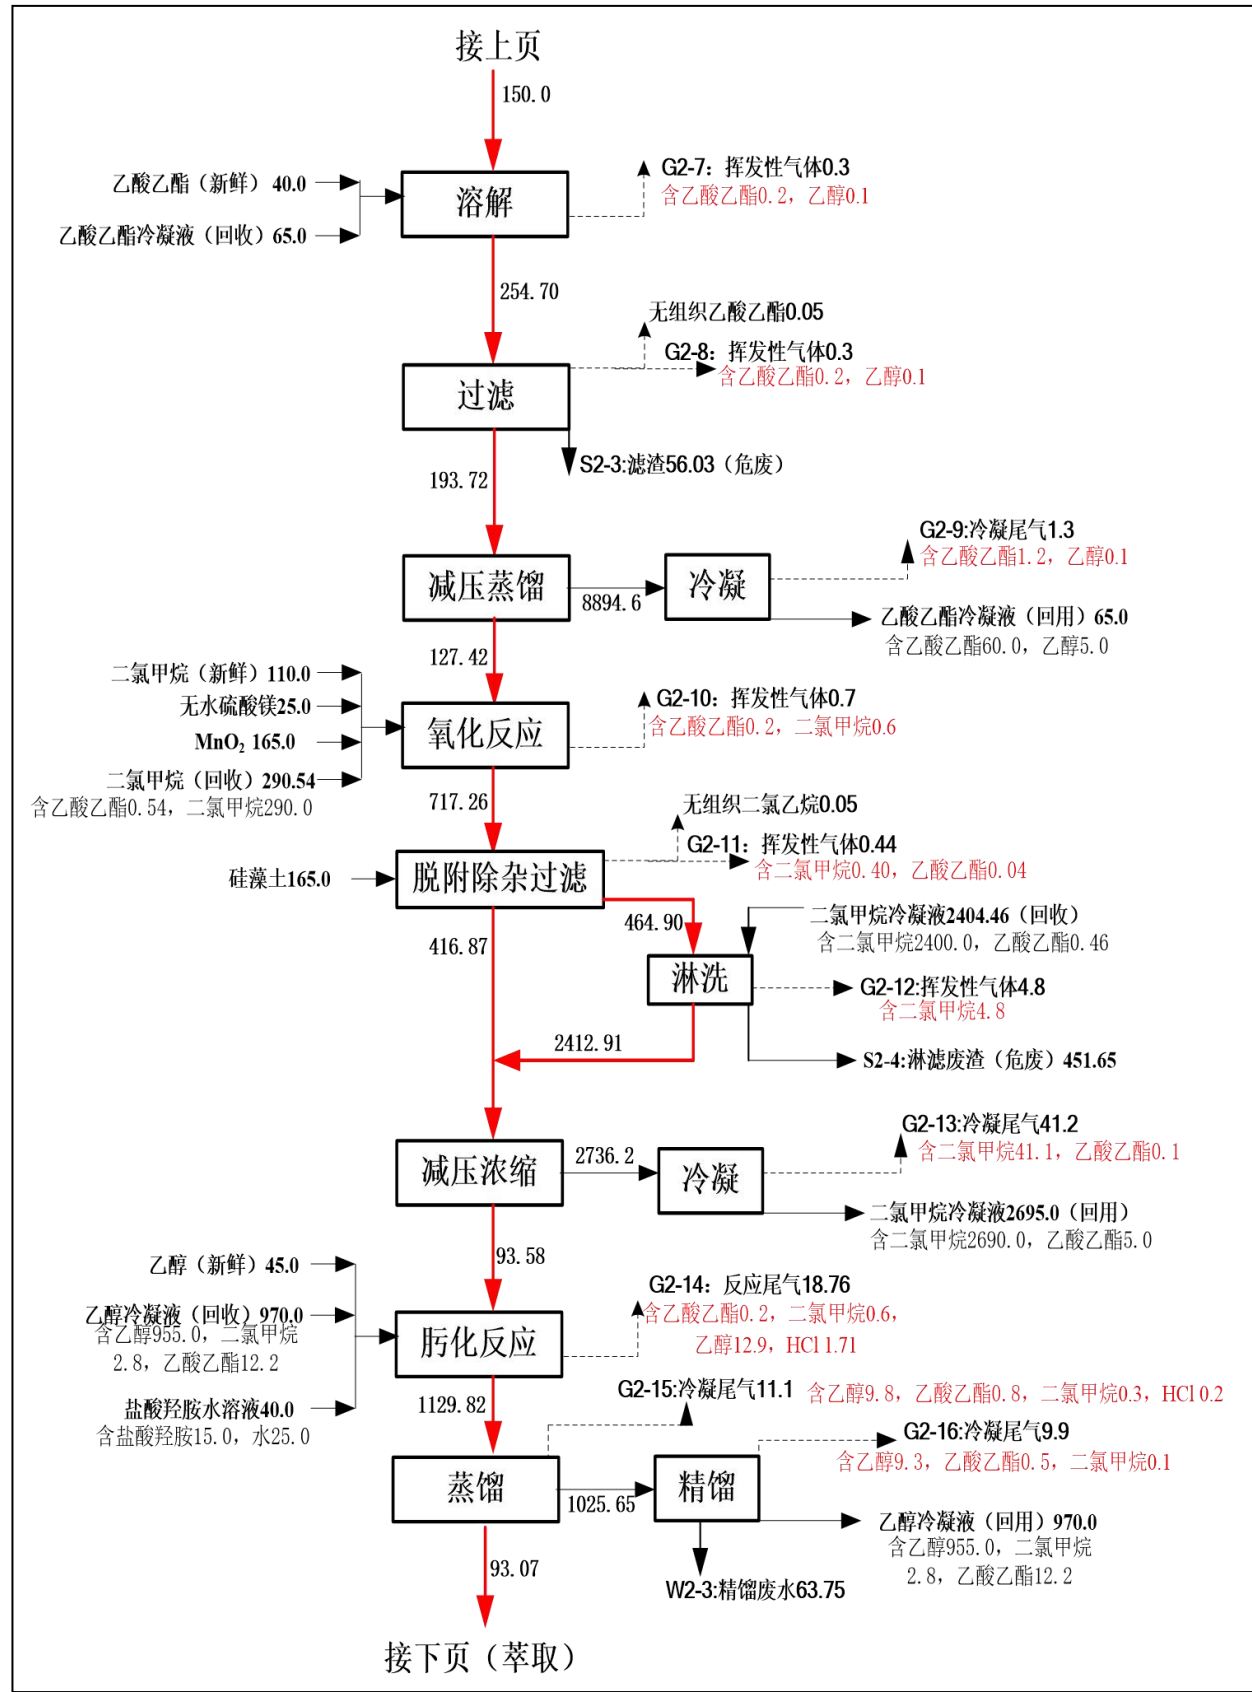 接上页
150.0
乙酸乙酯（新鲜）40.0
乙酸乙酯冷凝液（回收）65.0
溶解
G2-7：挥发性气体0.3
含乙酸乙酯0.2，乙醇0.1
254.70
无组织乙酸乙酯0.05
G2-8：挥发性气体0.3
含乙酸乙酯0.2，乙醇0.1
过滤
S2-3:滤渣56.03（危废）
193.72
G2-9:冷凝尾气1.3
含乙酸乙酯1.2，乙醇0.1
减压蒸馏
8894.6
冷凝
乙酸乙酯冷凝液（回用）65.0
含乙酸乙酯60.0，乙醇5.0
127.42
二氯甲烷（新鲜）110.0
无水硫酸镁25.0
MnO₂ 165.0
二氯甲烷（回收）290.54
含乙酸乙酯0.54，二氯甲烷290.0
氧化反应
G2-10：挥发性气体0.7
含乙酸乙酯0.2，二氯甲烷0.6
717.26
无组织二氯乙烷0.05
G2-11：挥发性气体0.44
含二氯甲烷0.40，乙酸乙酯0.04
硅藻土165.0
脱附除杂过滤
464.90
416.87
二氯甲烷冷凝液2404.46（回收）
含二氯甲烷2400.0，乙酸乙酯0.46
淋洗
G2-12:挥发性气体4.8
含二氯甲烷4.8
2412.91
S2-4:淋滤废渣（危废）451.65
G2-13:冷凝尾气41.2
含二氯甲烷41.1，乙酸乙酯0.1
减压浓缩
2736.2
冷凝
二氯甲烷冷凝液2695.0（回用）
含二氯甲烷2690.0，乙酸乙酯5.0
93.58
乙醇（新鲜）45.0
乙醇冷凝液（回收）970.0
含乙醇955.0，二氯甲烷
2.8，乙酸乙酯12.2
盐酸羟胺水溶液40.0
含盐酸羟胺15.0，水25.0
肟化反应
G2-14：反应尾气18.76
含乙酸乙酯0.2，二氯甲烷0.6，
乙醇12.9，HCl 1.71
1129.82
G2-15:冷凝尾气11.1
含乙醇9.8，乙酸乙酯0.8，二氯甲烷0.3，HCl 0.2
G2-16:冷凝尾气9.9
含乙醇9.3，乙酸乙酯0.5，二氯甲烷0.1
蒸馏
1025.65
精馏
乙醇冷凝液（回用）970.0
含乙醇955.0，二氯甲烷
2.8，乙酸乙酯12.2
W2-3:精馏废水63.75
93.07
接下页（萃取）